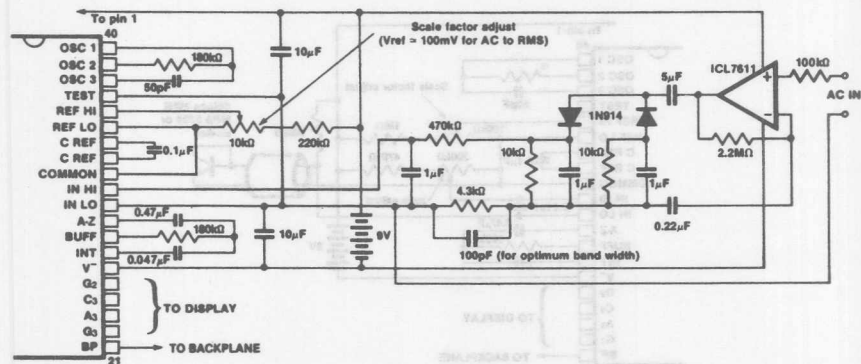 To pin 1
40
OSC 1
OSC 2
OSC 3
TEST
REF HI
REF LO
C REF
C REF
COMMON
IN HI
IN LO
A-Z
BUFF
INT
V⁻
G₂
C₃
A₃
G₃
BP
21
180kΩ
50pF
0.1μF
0.47μF
180kΩ
0.047μF
TO DISPLAY
TO BACKPLANE
10μF
Scale factor adjust
(Vref ≃ 100mV for AC to RMS)
10kΩ
220kΩ
10μF
9V
470kΩ
1μF
4.3kΩ
100pF (for optimum band width)
10kΩ
1μF
1N914
10kΩ
1μF
5μF
ICL7611
+
−
100kΩ
AC IN
2.2MΩ
0.22μF